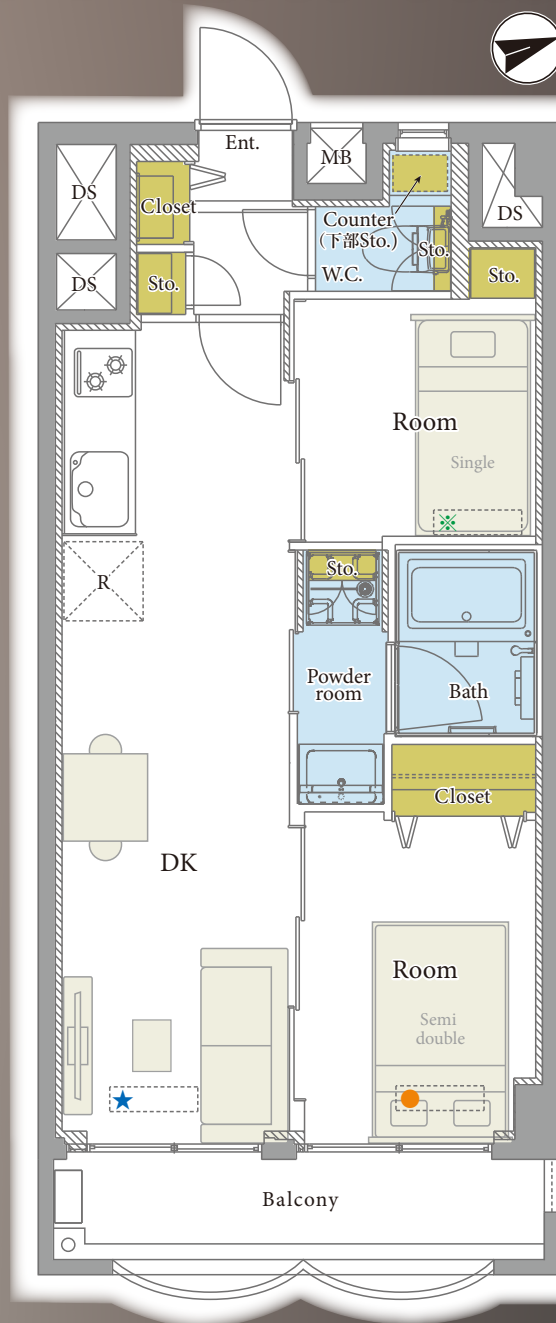 Ent.
MB
DS
DS
Closet
Counter
(下部Sto.)
Sto.
W.C.
DS
Sto.
Sto.
Room
Single
※
R
Sto.
Powder
room
Bath
Closet
DK
Room
Semi
double
★
Balcony